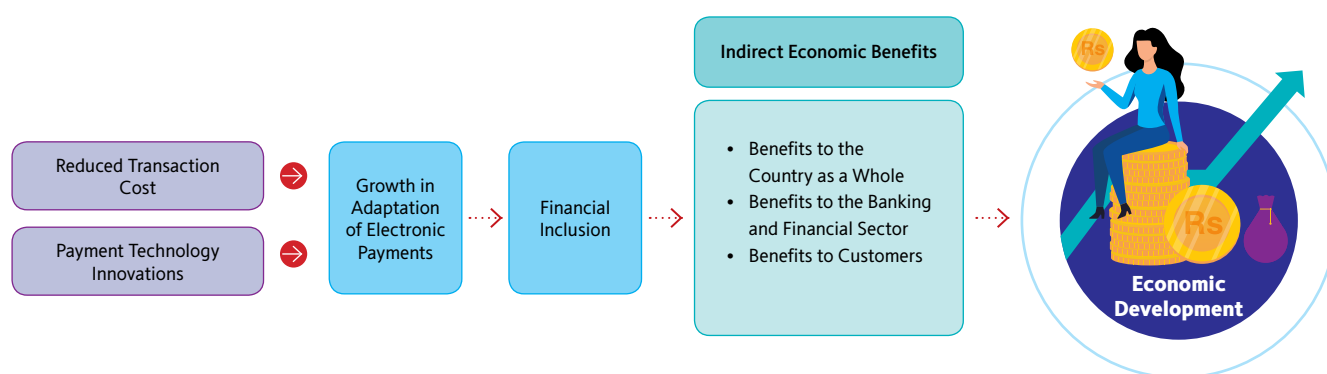 Reduced Transaction
Cost
Payment Technology
Innovations
Growth in
Adaptation
of Electronic
Payments
Financial
Inclusion
Indirect Economic Benefits
• Benefits to the
Country as a Whole
• Benefits to the Banking
and Financial Sector
• Benefits to Customers
Rs
Rs
Economic
Development